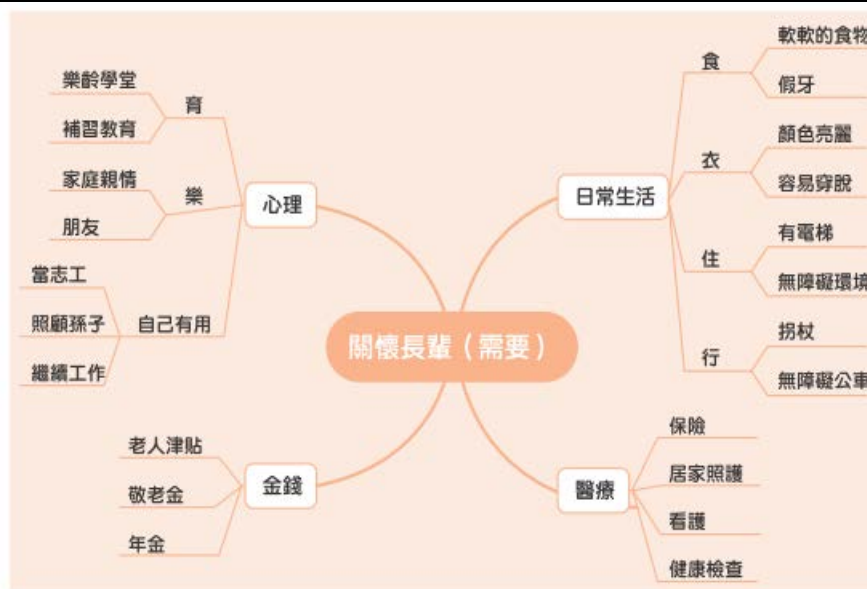 關懷長輩（需要）
心理
育
樂齡學堂
補習教育
樂
家庭親情
朋友
自己有用
當志工
照顧孫子
繼續工作
金錢
老人津貼
敬老金
年金
日常生活
食
軟軟的食物
假牙
衣
顏色亮麗
容易穿脫
住
有電梯
無障礙環境
行
拐杖
無障礙公車
醫療
保險
居家照護
看護
健康檢查